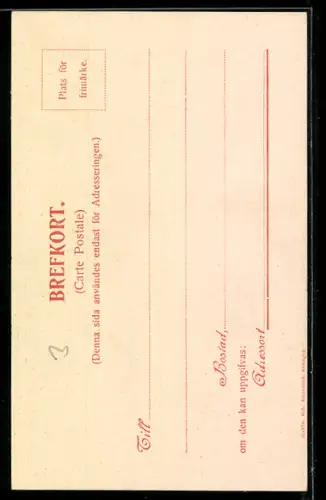 BREFKORT.
(Carte Postale)
(Denna sida användes endast för Adresseringen.)
Plats för
frimärke.
3
Till
Bostad,
om den kan uppgifvas:
Adressort